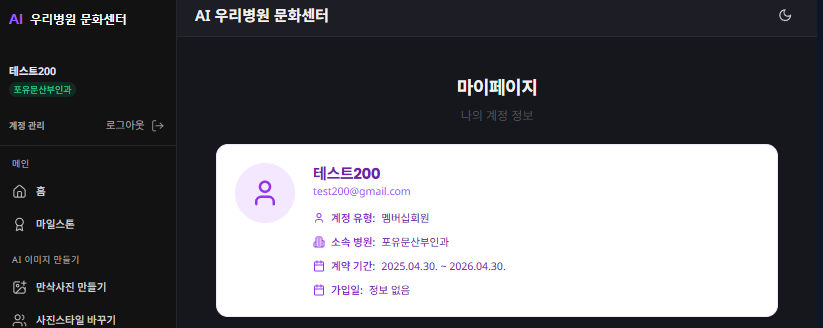 AI 우리병원 문화센터
테스트200
포유문산부인과
계정 관리 로그아웃
메인
홈
마일스톤
AI 이미지 만들기
만삭사진 만들기
사진스타일 바꾸기
AI 우리병원 문화센터
마이페이지
나의 계정 정보
테스트200
test200@gmail.com
계정 유형: 멤버십회원
소속 병원: 포유문산부인과
계약 기간: 2025.04.30. ~ 2026.04.30.
가입일: 정보 없음